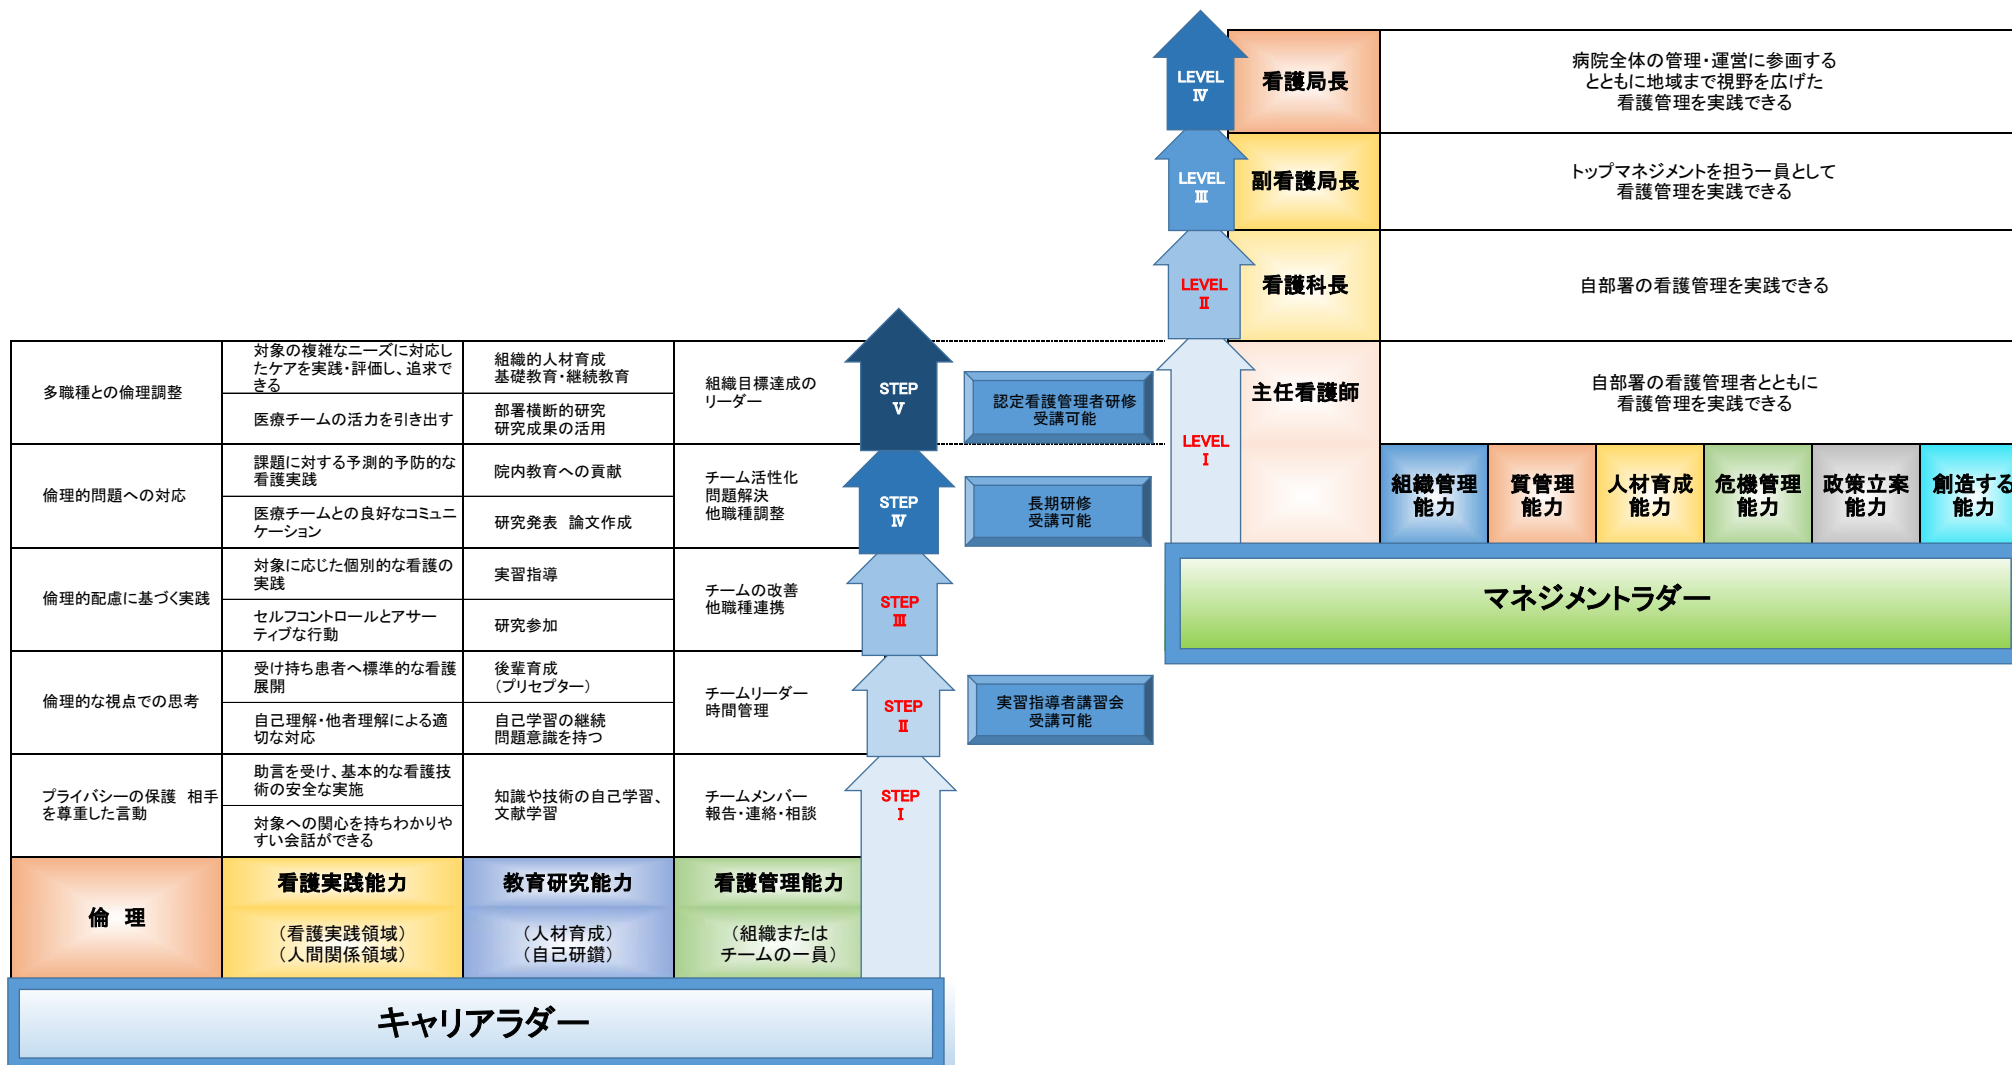 LEVEL
Ⅳ
看護局長
病院全体の管理・運営に参画する
とともに地域まで視野を広げた
看護管理を実践できる
LEVEL
Ⅲ
副看護局長
トップマネジメントを担う一員として
看護管理を実践できる
LEVEL
Ⅱ
看護科長
自部署の看護管理を実践できる
LEVEL
Ⅰ
主任看護師
自部署の看護管理者とともに
看護管理を実践できる
組織管理
能力
質管理
能力
人材育成
能力
危機管理
能力
政策立案
能力
創造する
能力
マネジメントラダー
多職種との倫理調整
対象の複雑なニーズに対応し
たケアを実践・評価し、追求で
きる
医療チームの活力を引き出す
組織的人材育成
基礎教育・継続教育
部署横断的研究
研究成果の活用
組織目標達成の
リーダー
STEP
Ⅴ
認定看護管理者研修
受講可能
倫理的問題への対応
課題に対する予測的予防的な
看護実践
医療チームとの良好なコミュニ
ケーション
院内教育への貢献
研究発表 論文作成
チーム活性化
問題解決
他職種調整
STEP
Ⅳ
長期研修
受講可能
倫理的配慮に基づく実践
対象に応じた個別的な看護の
実践
セルフコントロールとアサー
ティブな行動
実習指導
研究参加
チームの改善
他職種連携
STEP
Ⅲ
倫理的な視点での思考
受け持ち患者へ標準的な看護
展開
自己理解・他者理解による適
切な対応
後輩育成
（プリセプター）
自己学習の継続
問題意識を持つ
チームリーダー
時間管理
STEP
Ⅱ
実習指導者講習会
受講可能
プライバシーの保護 相手
を尊重した言動
助言を受け、基本的な看護技
術の安全な実施
対象への関心を持ちわかりや
すい会話ができる
知識や技術の自己学習、
文献学習
チームメンバー
報告・連絡・相談
STEP
Ⅰ
倫 理
看護実践能力
（看護実践領域）
（人間関係領域）
教育研究能力
（人材育成）
（自己研鑽）
看護管理能力
（組織または
チームの一員）
キャリアラダー